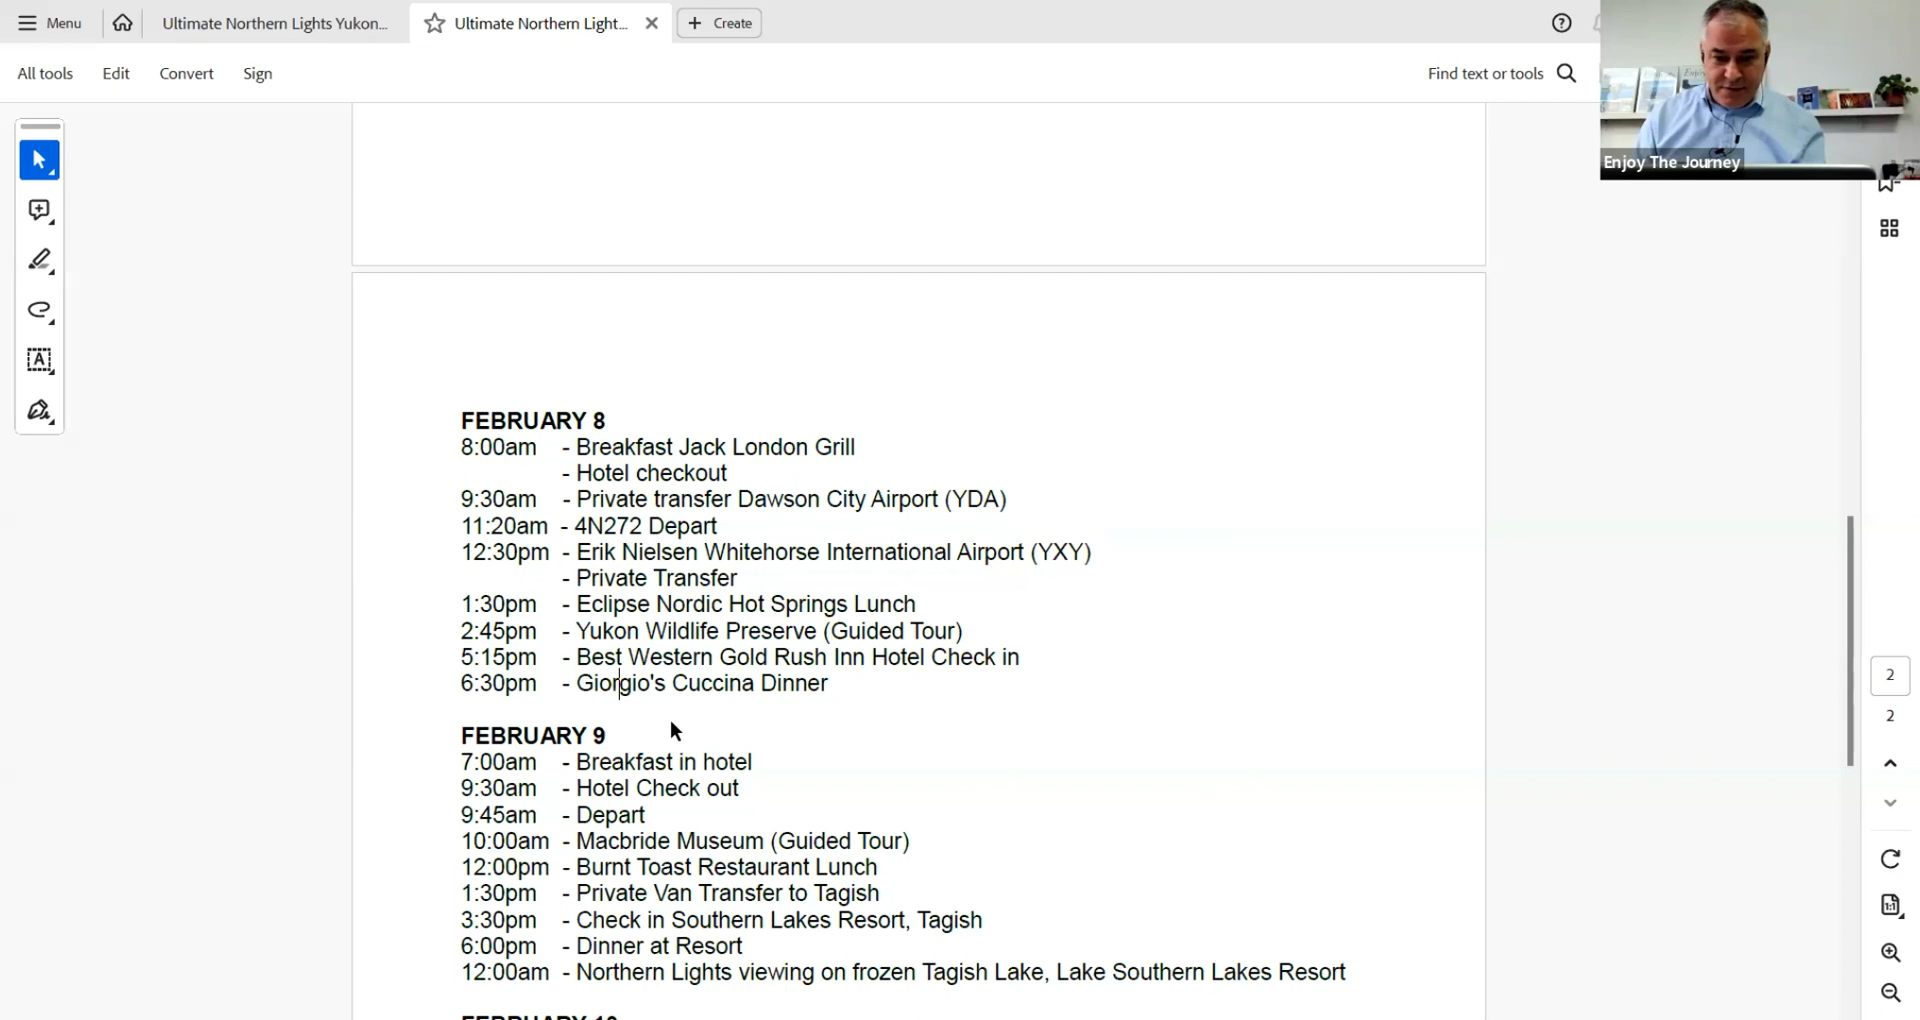 Menu
Ultimate Northern Lights Yukon...
Ultimate Northern Light...
Create
All tools
Edit
Convert
Sign
Find text or tools
Enjoy The Journey
FEBRUARY 8
8:00am - Breakfast Jack London Grill
- Hotel checkout
9:30am - Private transfer Dawson City Airport (YDA)
11:20am - 4N272 Depart
12:30pm - Erik Nielsen Whitehorse International Airport (YXY)
- Private Transfer
1:30pm - Eclipse Nordic Hot Springs Lunch
2:45pm - Yukon Wildlife Preserve (Guided Tour)
5:15pm - Best Western Gold Rush Inn Hotel Check in
6:30pm - Giorgio's Cuccina Dinner
FEBRUARY 9
7:00am - Breakfast in hotel
9:30am - Hotel Check out
9:45am - Depart
10:00am - Macbride Museum (Guided Tour)
12:00pm - Burnt Toast Restaurant Lunch
1:30pm - Private Van Transfer to Tagish
3:30pm - Check in Southern Lakes Resort, Tagish
6:00pm - Dinner at Resort
12:00am - Northern Lights viewing on frozen Tagish Lake, Lake Southern Lakes Resort
FEBRUARY 10
2
2
1:1